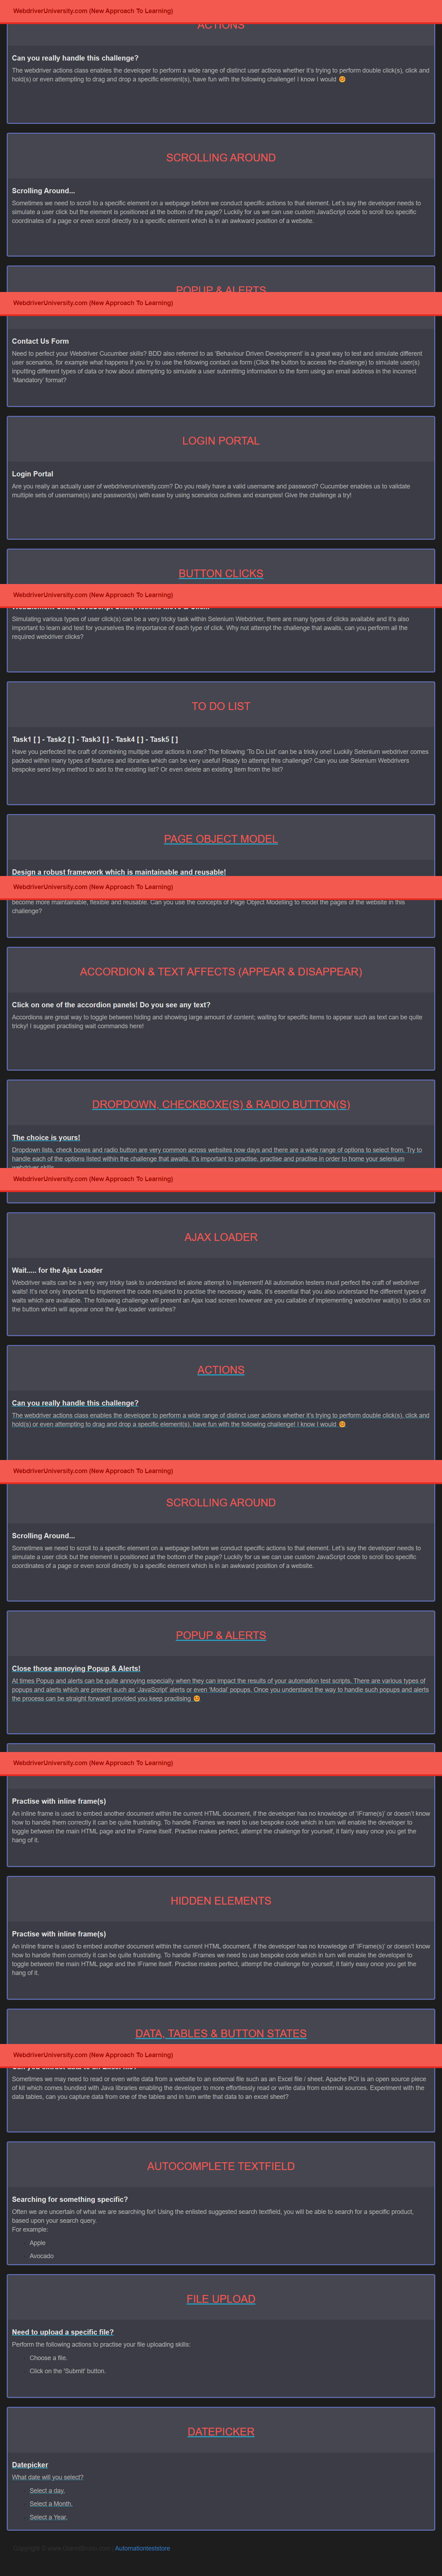 WebdriverUniversity.com (New Approach To Learning)
ACTIONS
Can you really handle this challenge?
The webdriver actions class enables the developer to perform a wide range of distinct user actions whether it's trying to perform double click(s), click and
hold(s) or even attempting to drag and drop a specific element(s), have fun with the following challenge! I know I would 😊
SCROLLING AROUND
Scrolling Around...
Sometimes we need to scroll to a specific element on a webpage before we conduct specific actions to that element. Let's say the developer needs to
simulate a user click but the element is positioned at the bottom of the page? Luckily for us we can use custom JavaScript code to scroll too specific
coordinates of a page or even scroll directly to a specific element which is in an awkward position of a website.
POPUP & ALERTS
WebdriverUniversity.com (New Approach To Learning)
Contact Us Form
Need to perfect your Webdriver Cucumber skills? BDD also referred to as 'Behaviour Driven Development' is a great way to test and simulate different
user scenarios, for example what happens if you try to use the following contact us form (Click the button to access the challenge) to simulate user(s)
inputting different types of data or how about attempting to simulate a user submitting information to the form using an email address in the incorrect
'Mandatory' format?
LOGIN PORTAL
Login Portal
Are you really an actually user of webdriveruniversity.com? Do you really have a valid username and password? Cucumber enables us to validate
multiple sets of username(s) and password(s) with ease by using scenarios outlines and examples! Give the challenge a try!
BUTTON CLICKS
WebdriverUniversity.com (New Approach To Learning)
WebElement Click, JavaScript Click, Actions Move & Click!
Simulating various types of user click(s) can be a very tricky task within Selenium Webdriver, there are many types of clicks available and it's also
important to learn and test for yourselves the importance of each type of click. Why not attempt the challenge that awaits, can you perform all the
required webdriver clicks?
TO DO LIST
Task1 [ ] - Task2 [ ] - Task3 [ ] - Task4 [ ] - Task5 [ ]
Have you perfected the craft of combining multiple user actions in one? The following 'To Do List' can be a tricky one! Luckily Selenium webdriver comes
packed within many types of features and libraries which can be very useful! Ready to attempt this challenge? Can you use Selenium Webdrivers
bespoke send keys method to add to the existing list? Or even delete an existing item from the list?
PAGE OBJECT MODEL
Design a robust framework which is maintainable and reusable!
WebdriverUniversity.com (New Approach To Learning)
become more maintainable, flexible and reusable. Can you use the concepts of Page Object Modelling to model the pages of the website in this
challenge?
ACCORDION & TEXT AFFECTS (APPEAR & DISAPPEAR)
Click on one of the accordion panels! Do you see any text?
Accordions are great way to toggle between hiding and showing large amount of content; waiting for specific items to appear such as text can be quite
tricky! I suggest practising wait commands here!
DROPDOWN, CHECKBOXE(S) & RADIO BUTTON(S)
The choice is yours!
Dropdown lists, check boxes and radio button are very common across websites now days and there are a wide range of options to select from. Try to
handle each of the options listed within the challenge that awaits, it's important to practise, practise and practise in order to home your selenium
webdriver skills.
WebdriverUniversity.com (New Approach To Learning)
AJAX LOADER
Wait..... for the Ajax Loader
Webdriver waits can be a very very tricky task to understand let alone attempt to implement! All automation testers must perfect the craft of webdriver
waits! It's not only important to implement the code required to practise the necessary waits, it's essential that you also understand the different types of
waits which are available. The following challenge will present an Ajax load screen however are you callable of implementing webdriver wait(s) to click on
the button which will appear once the Ajax loader vanishes?
ACTIONS
Can you really handle this challenge?
The webdriver actions class enables the developer to perform a wide range of distinct user actions whether it's trying to perform double click(s), click and
hold(s) or even attempting to drag and drop a specific element(s), have fun with the following challenge! I know I would 😊
WebdriverUniversity.com (New Approach To Learning)
SCROLLING AROUND
Scrolling Around...
Sometimes we need to scroll to a specific element on a webpage before we conduct specific actions to that element. Let's say the developer needs to
simulate a user click but the element is positioned at the bottom of the page? Luckily for us we can use custom JavaScript code to scroll too specific
coordinates of a page or even scroll directly to a specific element which is in an awkward position of a website.
POPUP & ALERTS
Close those annoying Popup & Alerts!
At times Popup and alerts can be quite annoying especially when they can impact the results of your automation test scripts. There are various types of
popups and alerts which are present such as 'JavaScript' alerts or even 'Modal' popups. Once you understand the way to handle such popups and alerts
the process can be straight forward! provided you keep practising 😊
WebdriverUniversity.com (New Approach To Learning)
Practise with inline frame(s)
An inline frame is used to embed another document within the current HTML document, if the developer has no knowledge of 'IFrame(s)' or doesn't know
how to handle them correctly it can be quite frustrating. To handle IFrames we need to use bespoke code which in turn will enable the developer to
toggle between the main HTML page and the IFrame itself. Practise makes perfect, attempt the challenge for yourself, it fairly easy once you get the
hang of it.
HIDDEN ELEMENTS
Practise with inline frame(s)
An inline frame is used to embed another document within the current HTML document, if the developer has no knowledge of 'IFrame(s)' or doesn't know
how to handle them correctly it can be quite frustrating. To handle IFrames we need to use bespoke code which in turn will enable the developer to
toggle between the main HTML page and the IFrame itself. Practise makes perfect, attempt the challenge for yourself, it fairly easy once you get the
hang of it.
DATA, TABLES & BUTTON STATES
WebdriverUniversity.com (New Approach To Learning)
Can you extract data to an Excel file?
Sometimes we may need to read or even write data from a website to an external file such as an Excel file / sheet. Apache POI is an open source piece
of kit which comes bundled with Java libraries enabling the developer to more effortlessly read or write data from external sources. Experiment with the
data tables, can you capture data from one of the tables and in turn write that data to an excel sheet?
AUTOCOMPLETE TEXTFIELD
Searching for something specific?
Often we are uncertain of what we are searching for! Using the enlisted suggested search textfield, you will be able to search for a specific product,
based upon your search query.
For example:
Apple
Avocado
FILE UPLOAD
Need to upload a specific file?
Perform the following actions to practise your file uploading skills:
Choose a file.
Click on the 'Submit' button.
DATEPICKER
Datepicker
What date will you select?
Select a day.
Select a Month.
Select a Year.
Automationteststore